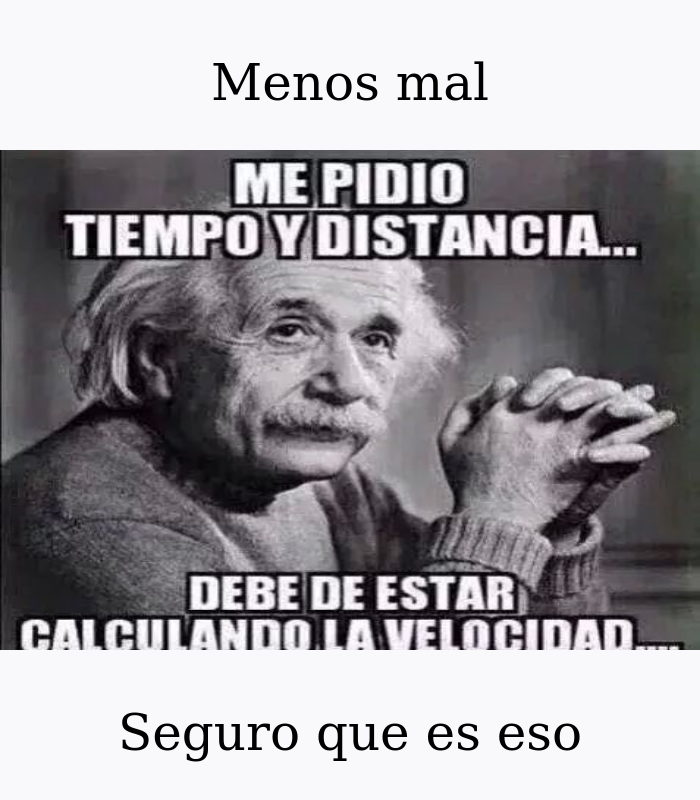 Menos mal
ME PIDIO
TIEMPO Y DISTANCIA...
DEBE DE ESTAR
CALCULANDO LA VELOCIDAD....
Seguro que es eso